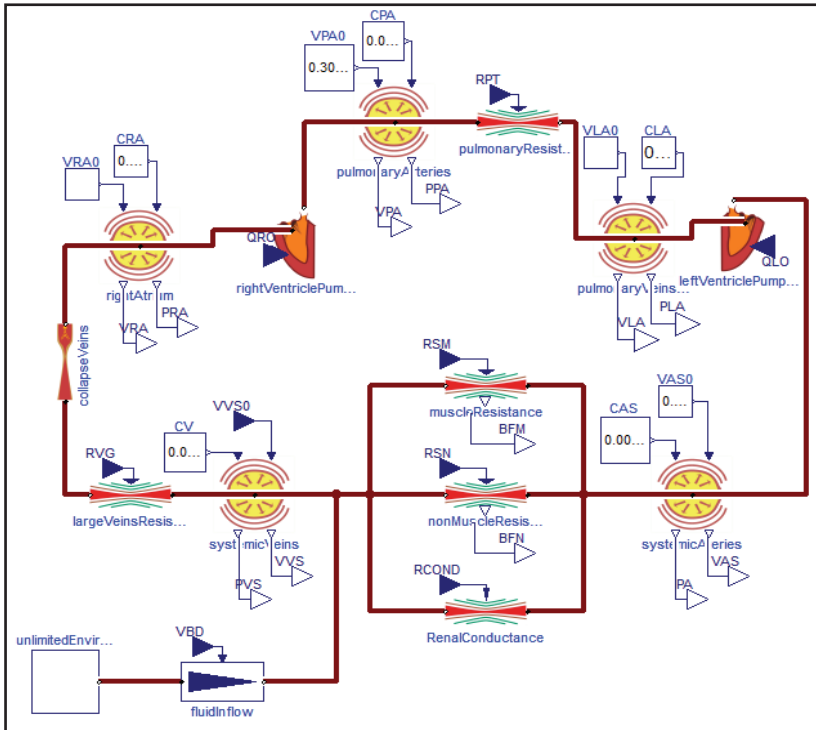 CPA
VPA0
0.0...
0.30...
RPT
CRA
VRA0
0....
VLA0
CLA
0...
pulmonaryArteries
pulmonaryResist...
VPA
PPA
QRO
rightVentriclePum...
QLO
leftVentriclePump...
rightAtrium
pulmonaryVeins...
PRA
VRA
PLA
VLA
collapseVeins
RSM
muscleResistance
BFM
VAS0
0....
CAS
0.00...
VVS0
CV
0.0...
RVG
RSN
largeVeinsResis...
systemicVeins
nonMuscleResis...
systemicArteries
BFN
VVS
PVS
VAS
PA
RCOND
RenalConductance
unlimitedEnvir...
VBD
fluidInflow